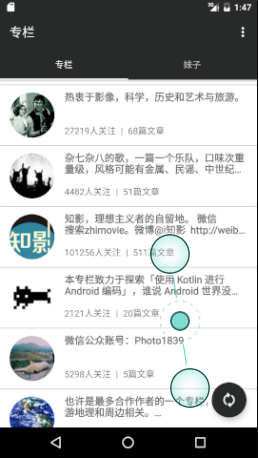 1:47
专栏
专栏 妹子
热衷于影像，科学，历史和艺术与旅游。
27219人关注 | 68篇文章
杂七杂八的歌，一篇一个乐队，口味次重
量级，风格可能有金属、民谣、中世纪...
4482人关注 | 51篇文章
知影
知影，理想主义者的自留地。 微信
搜索zhimovie。微博@i知影 http://weib...
101256人关注 | 511篇文章
本专栏致力于探索「使用 Kotlin 进行
Android 编码」，谁说 Android 世界没...
2121人关注 | 20篇文章
微信公众账号：Photo1839
5298人关注 | 5篇文章
也许是最多合作作者的一个专栏，
游地理和周边相关。...